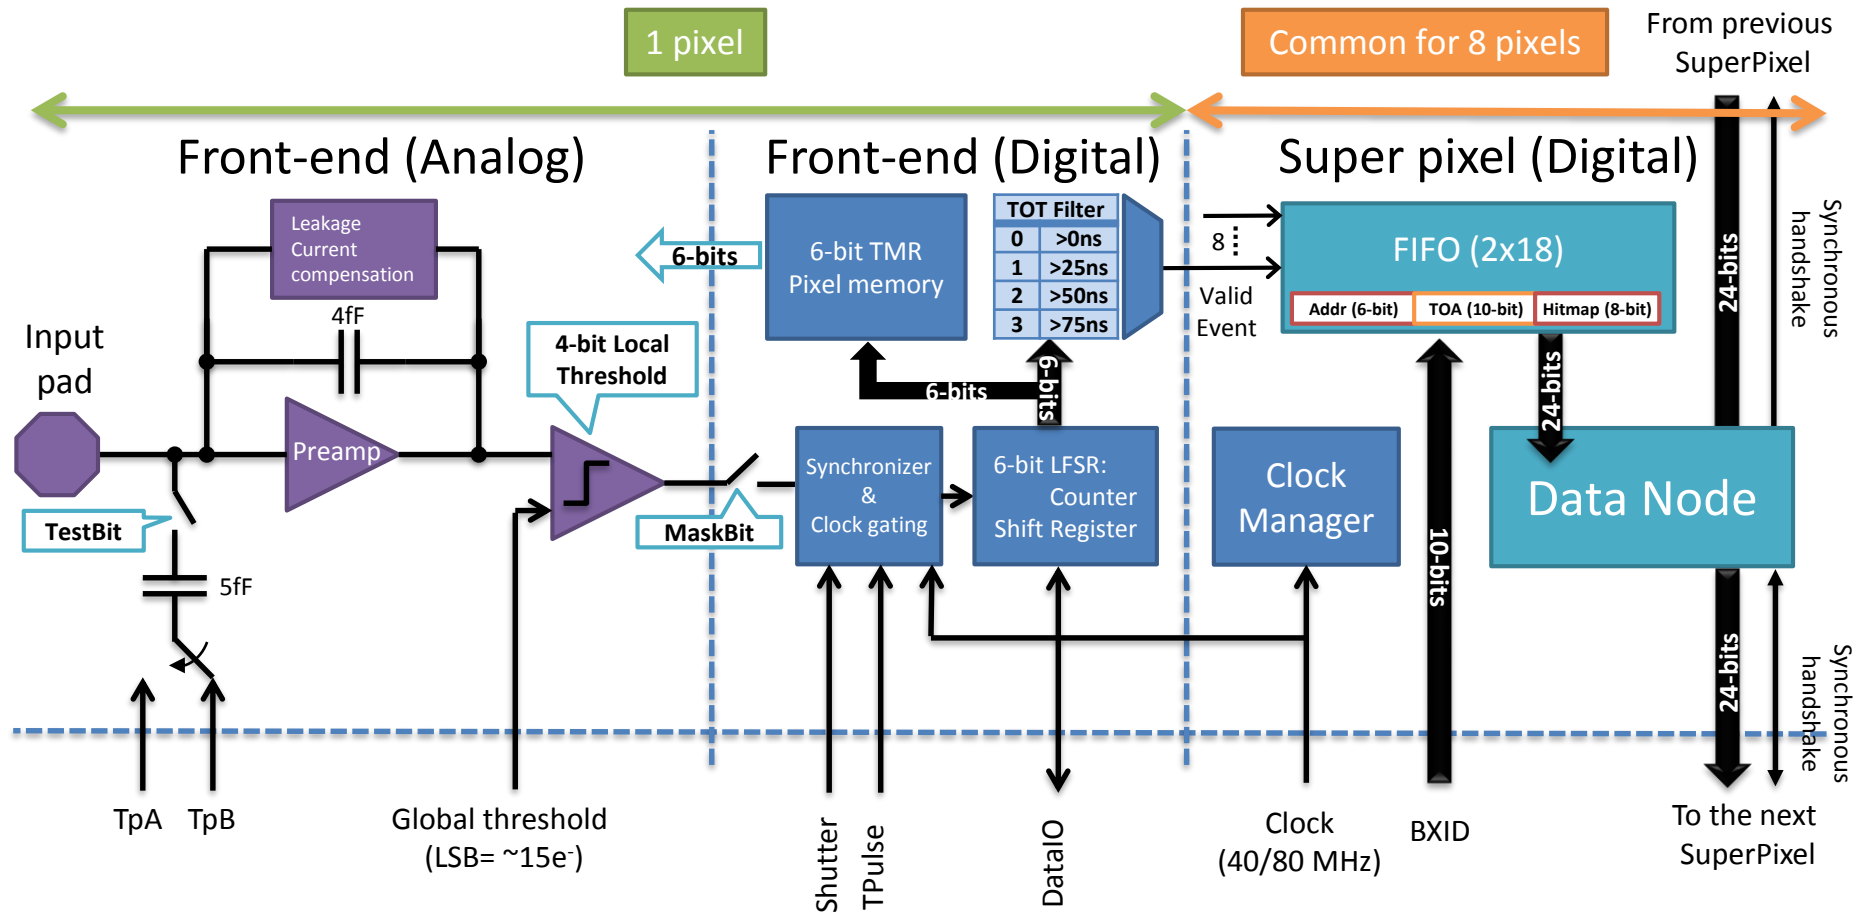 1 pixel
Common for 8 pixels
From previous
SuperPixel
Front-end (Analog)
Front-end (Digital)
Super pixel (Digital)
Leakage
Current
compensation
4fF
Input
pad
Preamp
TestBit
5fF
TpA
TpB
4-bit Local
Threshold
Global threshold
(LSB= ~15e-)
MaskBit
6-bits
6-bit TMR
Pixel memory
TOT Filter
0 >0ns
1 >25ns
2 >50ns
3 >75ns
6-bits
6-bits
Synchronizer
&
Clock gating
6-bit LFSR:
Counter
Shift Register
Shutter
TPulse
DataIO
8
Valid
Event
FIFO (2x18)
Addr (6-bit)
TOA (10-bit)
Hitmap (8-bit)
24-bits
24-bits
Synchronous
handshake
Clock
Manager
10-bits
Data Node
24-bits
Synchronous
handshake
Clock
(40/80 MHz)
BXID
To the next
SuperPixel